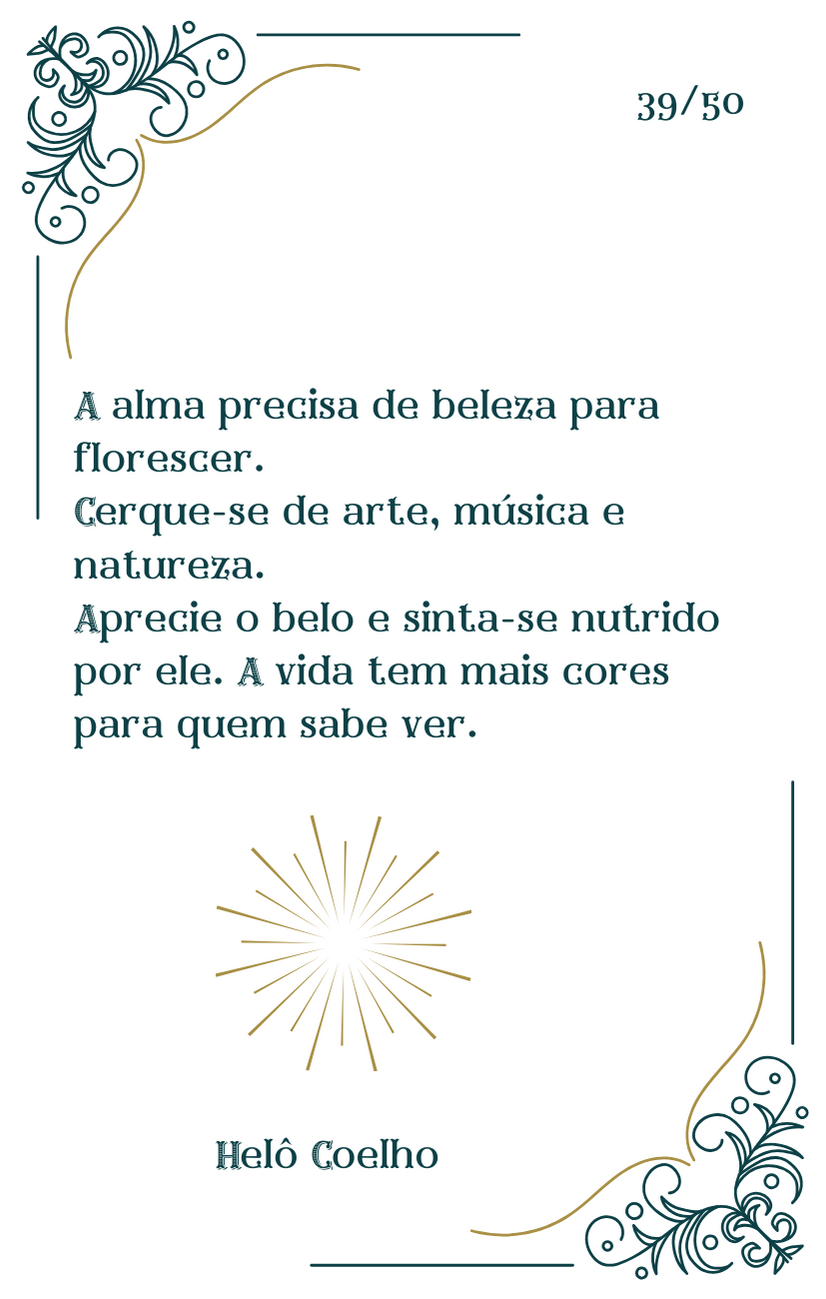 39/50
A alma precisa de beleza para
florescer.
Cerque-se de arte, música e
natureza.
Aprecie o belo e sinta-se nutrido
por ele. A vida tem mais cores
para quem sabe ver.
Helô Coelho